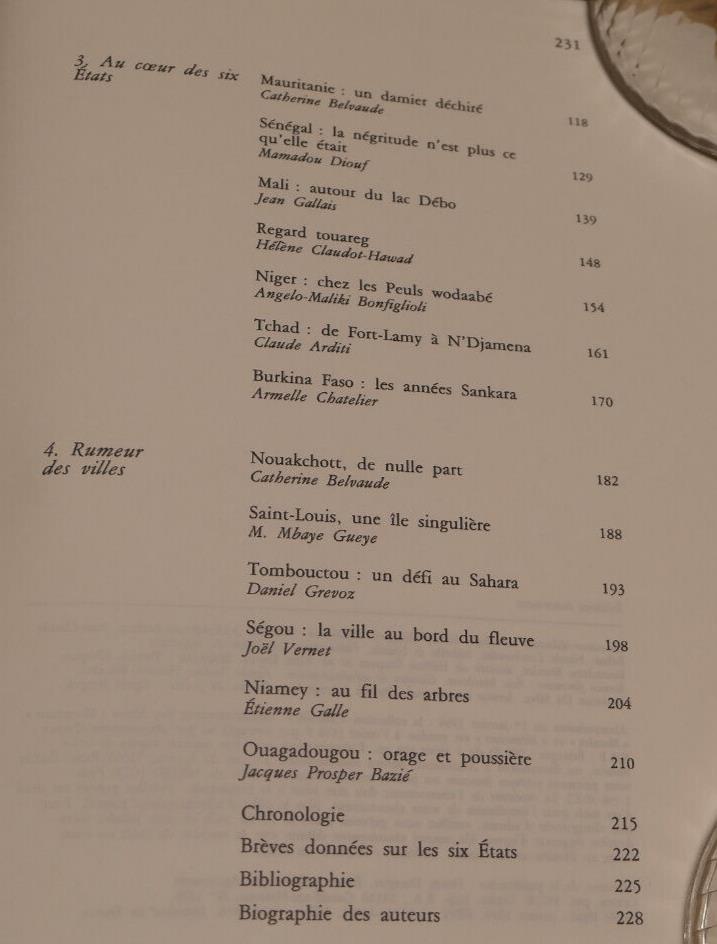 231
3. Au cœur des six
États
Mauritanie : un damier déchiré
Catherine Belvaude
118
Sénégal : la négritude n'est plus ce
qu'elle était
Mamadou Diouf
129
Mali : autour du lac Débo
Jean Gallais
139
Regard touareg
Hélène Claudot-Hawad
148
Niger : chez les Peuls wodaabé
Angelo-Maliki Bonfiglioli
154
Tchad : de Fort-Lamy à N'Djamena
Claude Arditi
161
Burkina Faso : les années Sankara
Armelle Chatelier
170
4. Rumeur
des villes
Nouakchott, de nulle part
Catherine Belvaude
182
Saint-Louis, une île singulière
M. Mbaye Gueye
188
Tombouctou : un défi au Sahara
Daniel Grevoz
193
Ségou : la ville au bord du fleuve
Joël Vernet
198
Niamey : au fil des arbres
Étienne Galle
204
Ouagadougou : orage et poussière
Jacques Prosper Bazié
210
Chronologie
215
Brèves données sur les six États
222
Bibliographie
225
Biographie des auteurs
228